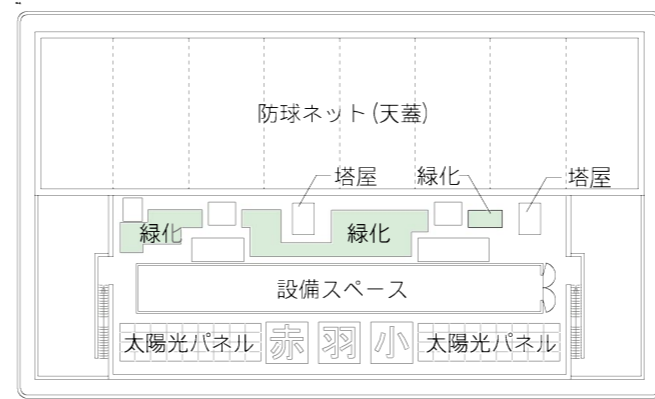 防球ネット(天蓋)
塔屋
緑化
塔屋
緑化
緑化
設備スペース
太陽光パネル
赤羽小
太陽光パネル